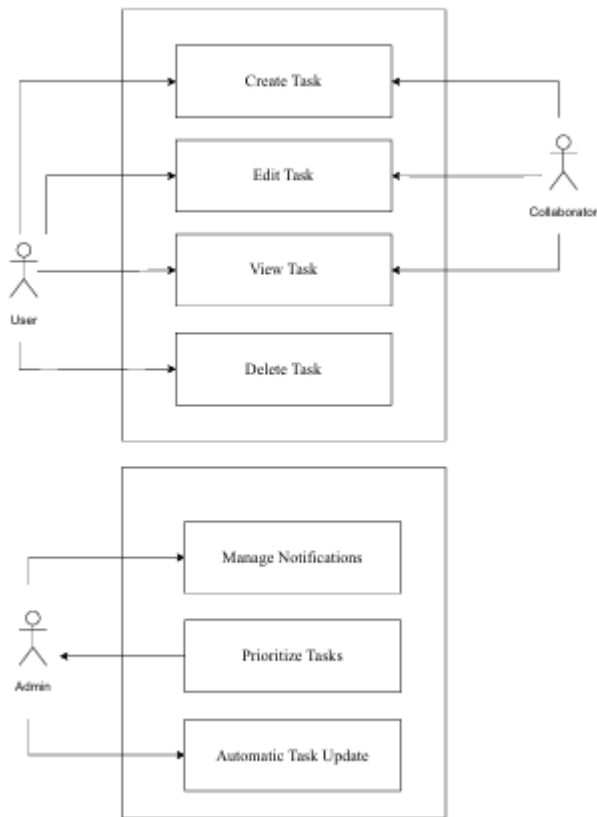 Create Task
Edit Task
Collaborator
View Task
User
Delete Task
Manage Notifications
Prioritize Tasks
Admin
Automatic Task Update